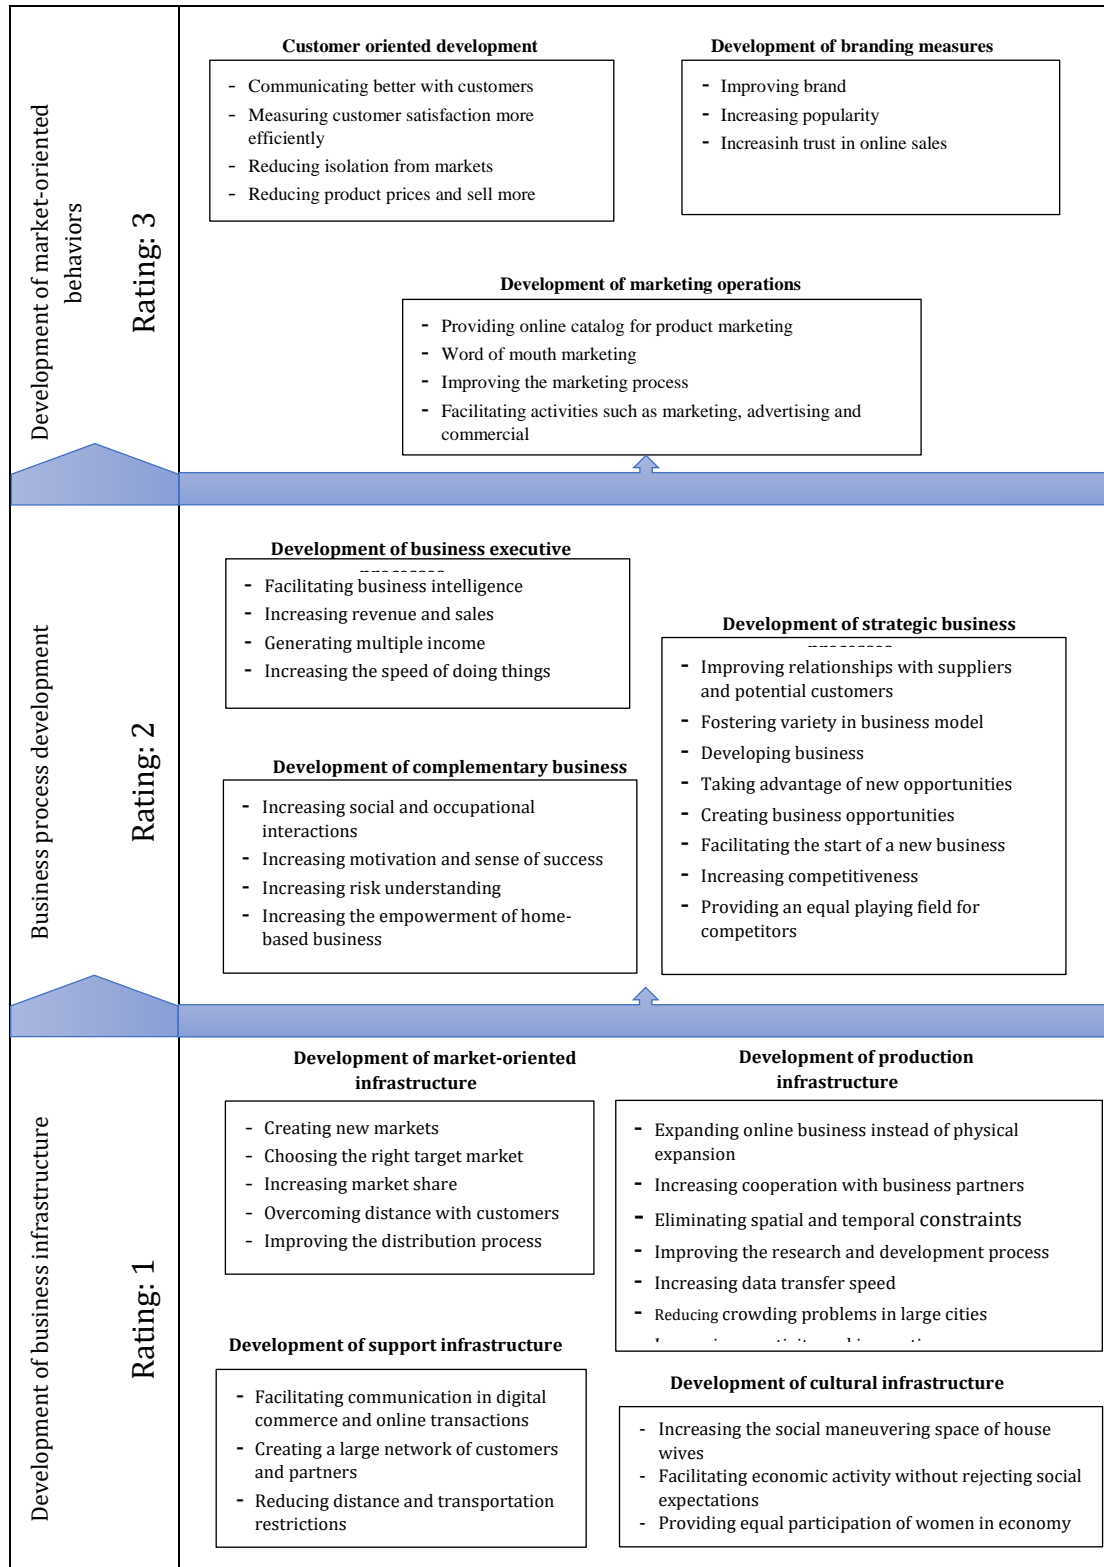 Development of market-oriented
behaviors
Rating: 3
Customer oriented development
- Communicating better with customers
- Measuring customer satisfaction more
efficiently
- Reducing isolation from markets
- Reducing product prices and sell more
Development of branding measures
- Improving brand
- Increasing popularity
- Increasinh trust in online sales
Development of marketing operations
- Providing online catalog for product marketing
- Word of mouth marketing
- Improving the marketing process
- Facilitating activities such as marketing, advertising and
commercial
Business process development
Rating: 2
Development of business executive
- Facilitating business intelligence
- Increasing revenue and sales
- Generating multiple income
- Increasing the speed of doing things
Development of complementary business
- Increasing social and occupational
interactions
- Increasing motivation and sense of success
- Increasing risk understanding
- Increasing the empowerment of home-
based business
Development of strategic business
- Improving relationships with suppliers
and potential customers
- Fostering variety in business model
- Developing business
- Taking advantage of new opportunities
- Creating business opportunities
- Facilitating the start of a new business
- Increasing competitiveness
- Providing an equal playing field for
competitors
Development of business infrastructure
Rating: 1
Development of market-oriented
infrastructure
- Creating new markets
- Choosing the right target market
- Increasing market share
- Overcoming distance with customers
- Improving the distribution process
Development of production
infrastructure
- Expanding online business instead of physical
expansion
- Increasing cooperation with business partners
- Eliminating spatial and temporal constraints
- Improving the research and development process
- Increasing data transfer speed
- Reducing crowding problems in large cities
Development of support infrastructure
- Facilitating communication in digital
commerce and online transactions
- Creating a large network of customers
and partners
- Reducing distance and transportation
restrictions
Development of cultural infrastructure
- Increasing the social maneuvering space of house
wives
- Facilitating economic activity without rejecting social
expectations
- Providing equal participation of women in economy